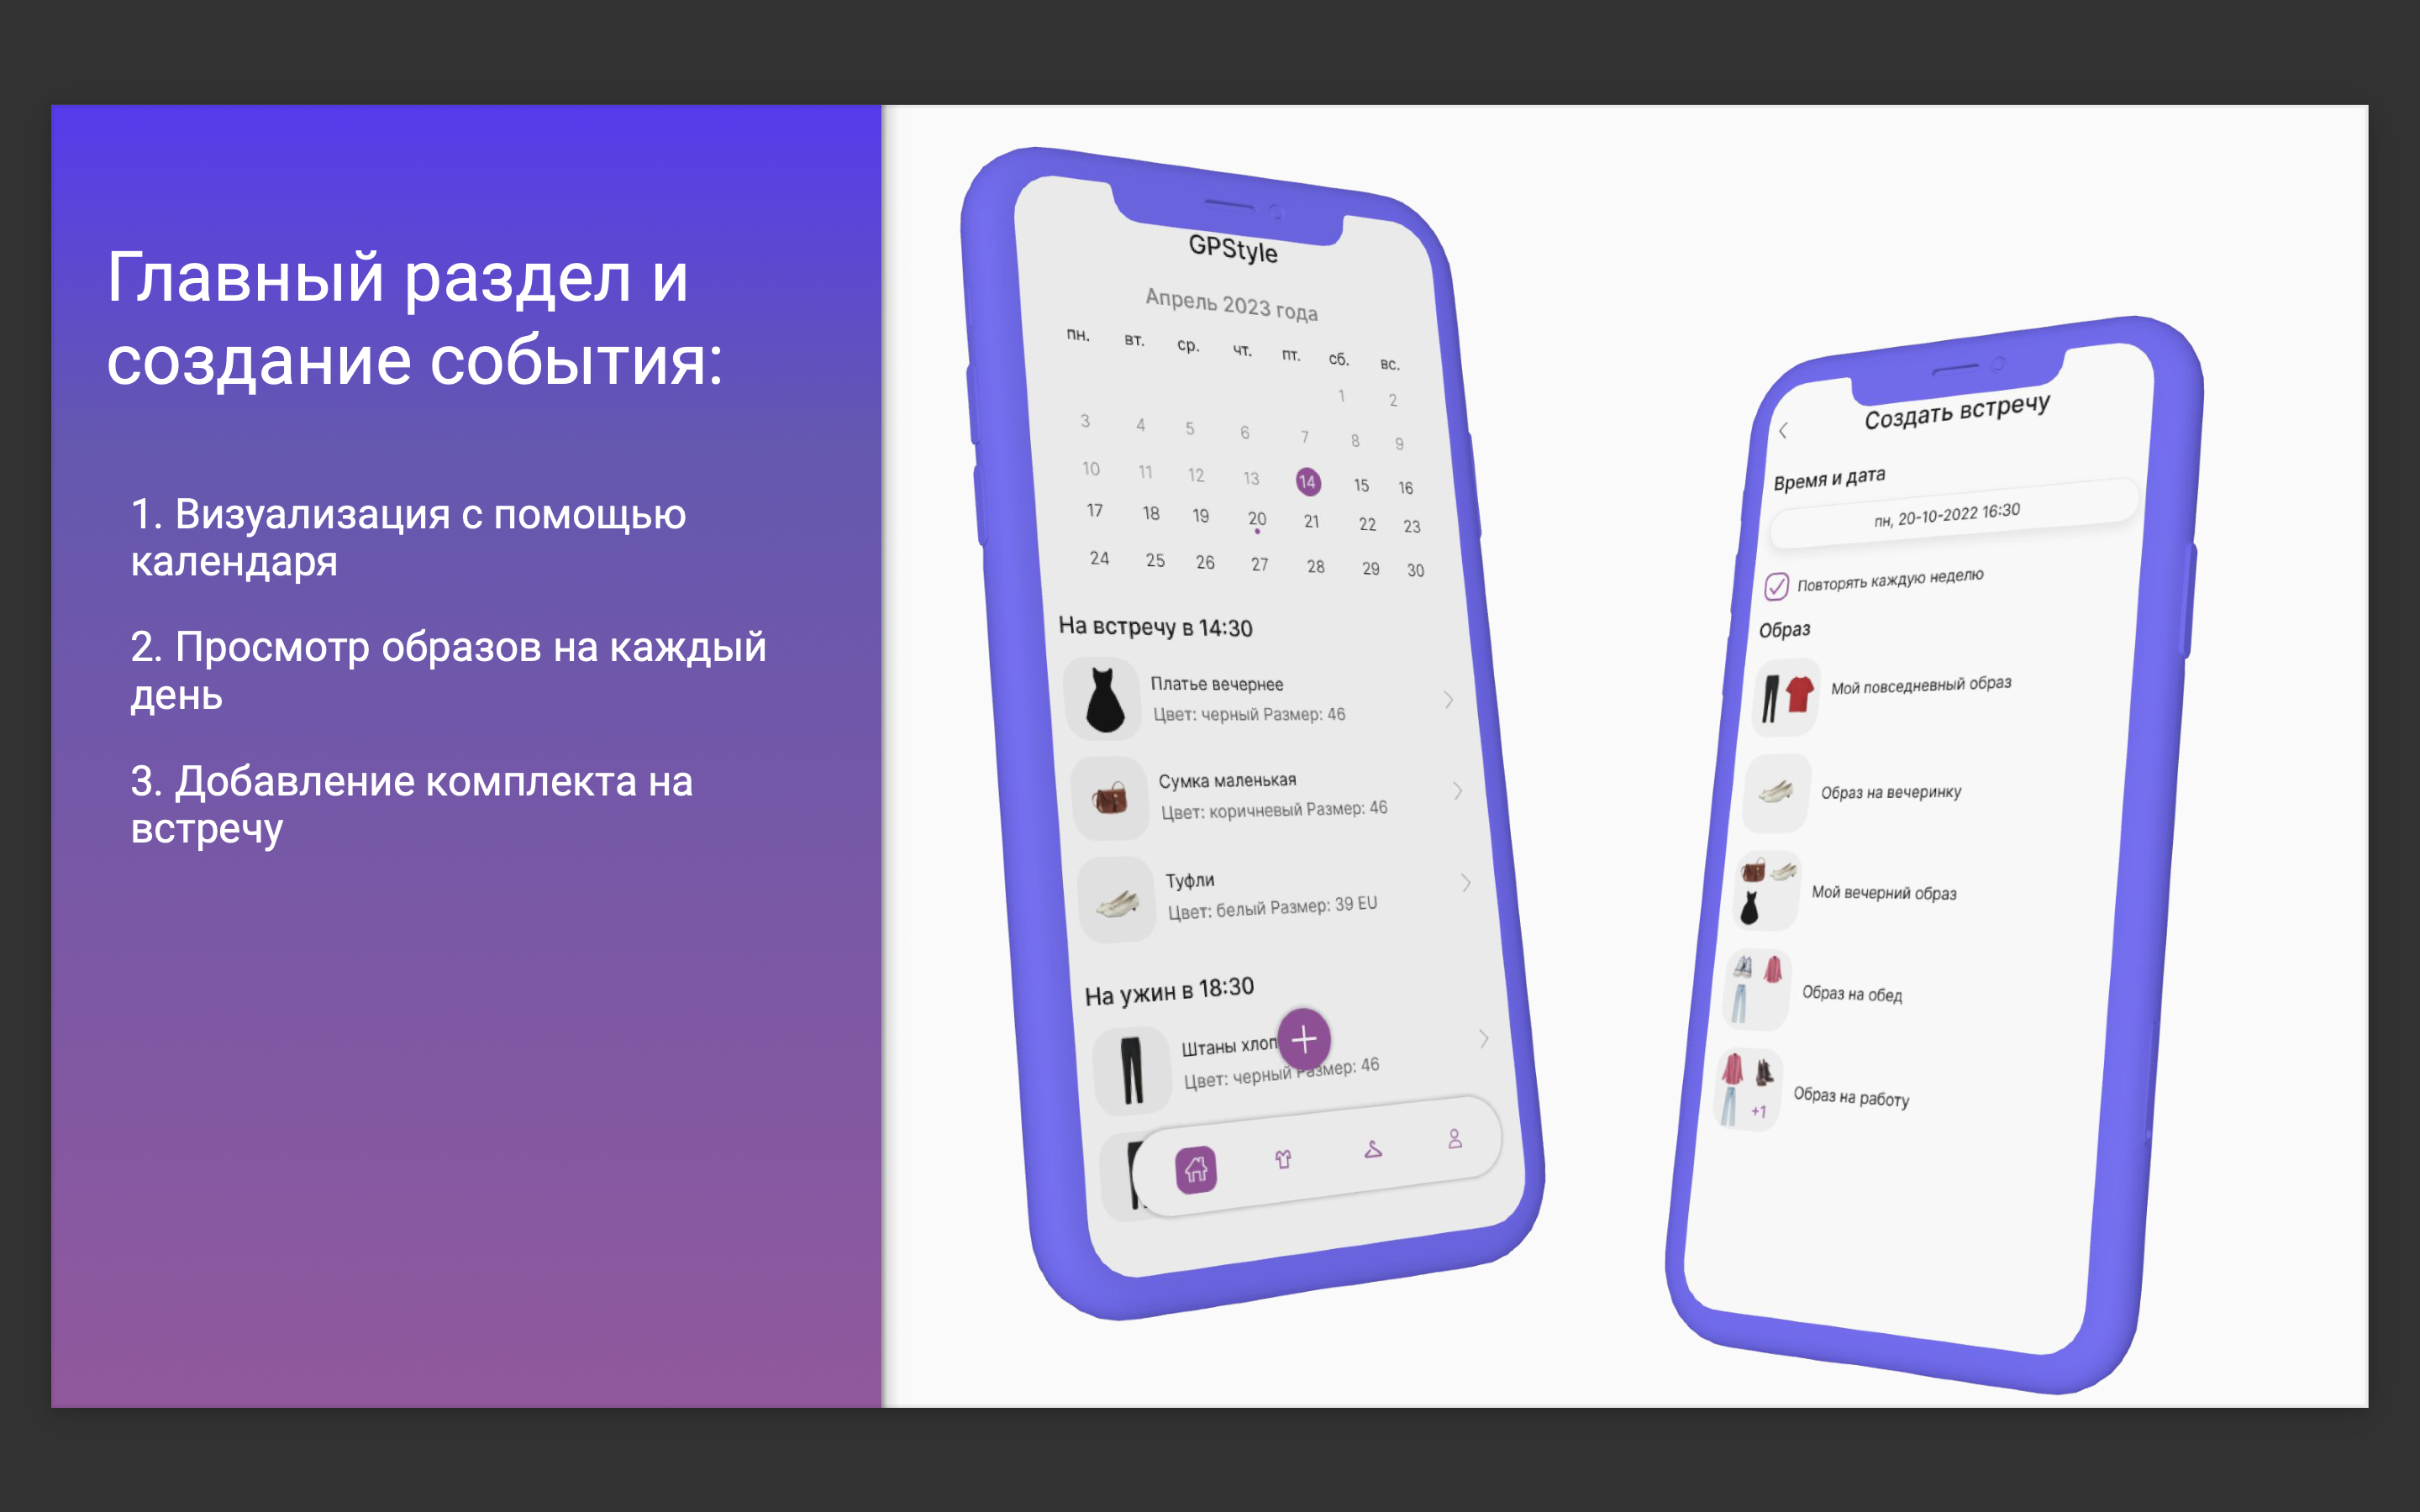 Главный раздел и
создание события:
1. Визуализация с помощью
календаря
2. Просмотр образов на каждый
день
3. Добавление комплекта на
встречу
GPStyle
Апрель 2023 года
пн. вт. ср. чт. пт. сб. вс.
1 2
3 4 5 6 7 8 9
10 11 12 13 14 15 16
17 18 19 20 21 22 23
24 25 26 27 28 29 30
На встречу в 14:30
Платье вечернее
Цвет: черный Размер: 46
Сумка маленькая
Цвет: коричневый Размер: 46
Туфли
Цвет: белый Размер: 39 EU
На ужин в 18:30
Штаны хлоп
Цвет: черный Размер: 46
Создать встречу
Время и дата
пн, 20-10-2022 16:30
Повторять каждую неделю
Образ
Мой повседневный образ
Образ на вечеринку
Мой вечерний образ
Образ на обед
+1
Образ на работу